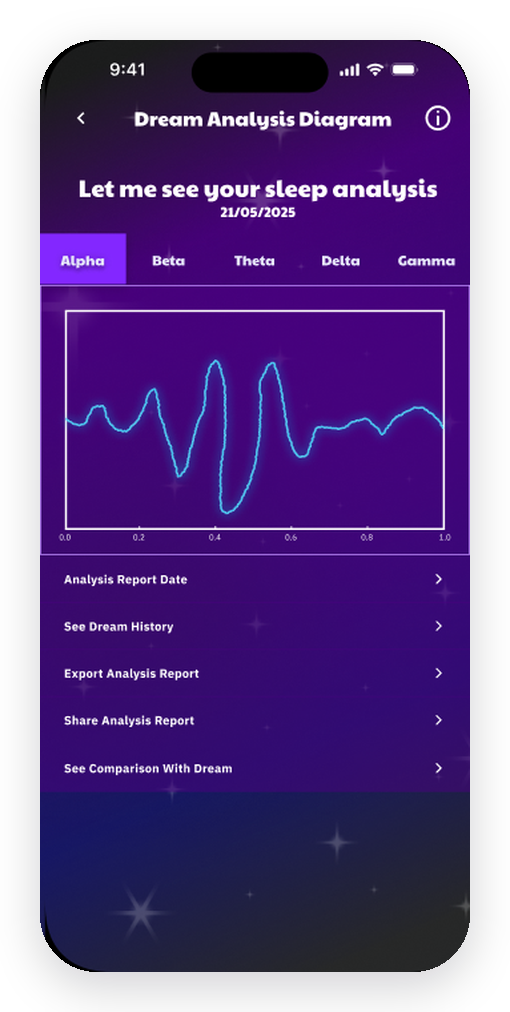 9:41
Dream Analysis Diagram
Let me see your sleep analysis
21/05/2025
Alpha Beta Theta Delta Gamma
0.0 0.2 0.4 0.6 0.8 1.0
Analysis Report Date
See Dream History
Export Analysis Report
Share Analysis Report
See Comparison With Dream